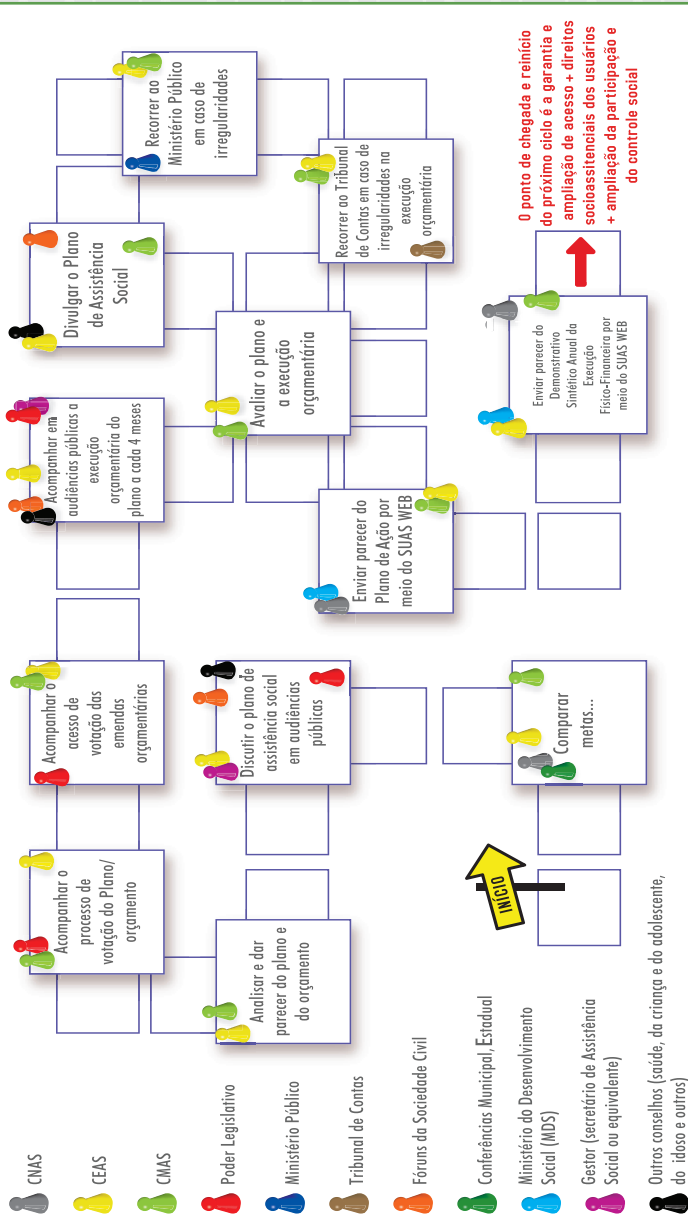 CNAS
CEAS
CMAS
Poder Legislativo
Ministério Público
Tribunal de Contas
Fóruns da Sociedade Civil
Conferências Municipal, Estadual
Ministério do Desenvolvimento
Social (MDS)
Gestor (secretário de Assistência
Social ou equivalente)
Outros conselhos (saúde, da criança e do adolescente,
do idoso e outros)
INÍCIO
Comparar
metas...
Discutir o plano de
assistência social
em audiências
públicas
Analisar e dar
parecer do plano e
do orçamento
Acompanhar o
processo de
votação do Plano/
orçamento
Acompanhar o
acesso de
votação das
emendas
orçamentárias
Acompanhar em
audiências públicas a
execução
orçamentária do
plano a cada 4 meses
Divulgar o Plano
de Assistência
Social
Recorrer ao
Ministério Público
em caso de
irregularidades
Recorrer ao Tribunal
de Contas em caso de
irregularidades na
execução
orçamentária
Avaliar o plano e
a execução
orçamentária
Enviar parecer do
Plano de Ação por
meio do SUAS WEB
Enviar parecer do
Demonstrativo
Sintético Anual da
Execução
Físico-Financeira por
meio do SUAS WEB
O ponto de chegada e reinício
do próximo ciclo é a garantia e
ampliação de acesso + direitos
socioassitenciais dos usuários
+ ampliação da participação e
do controle social